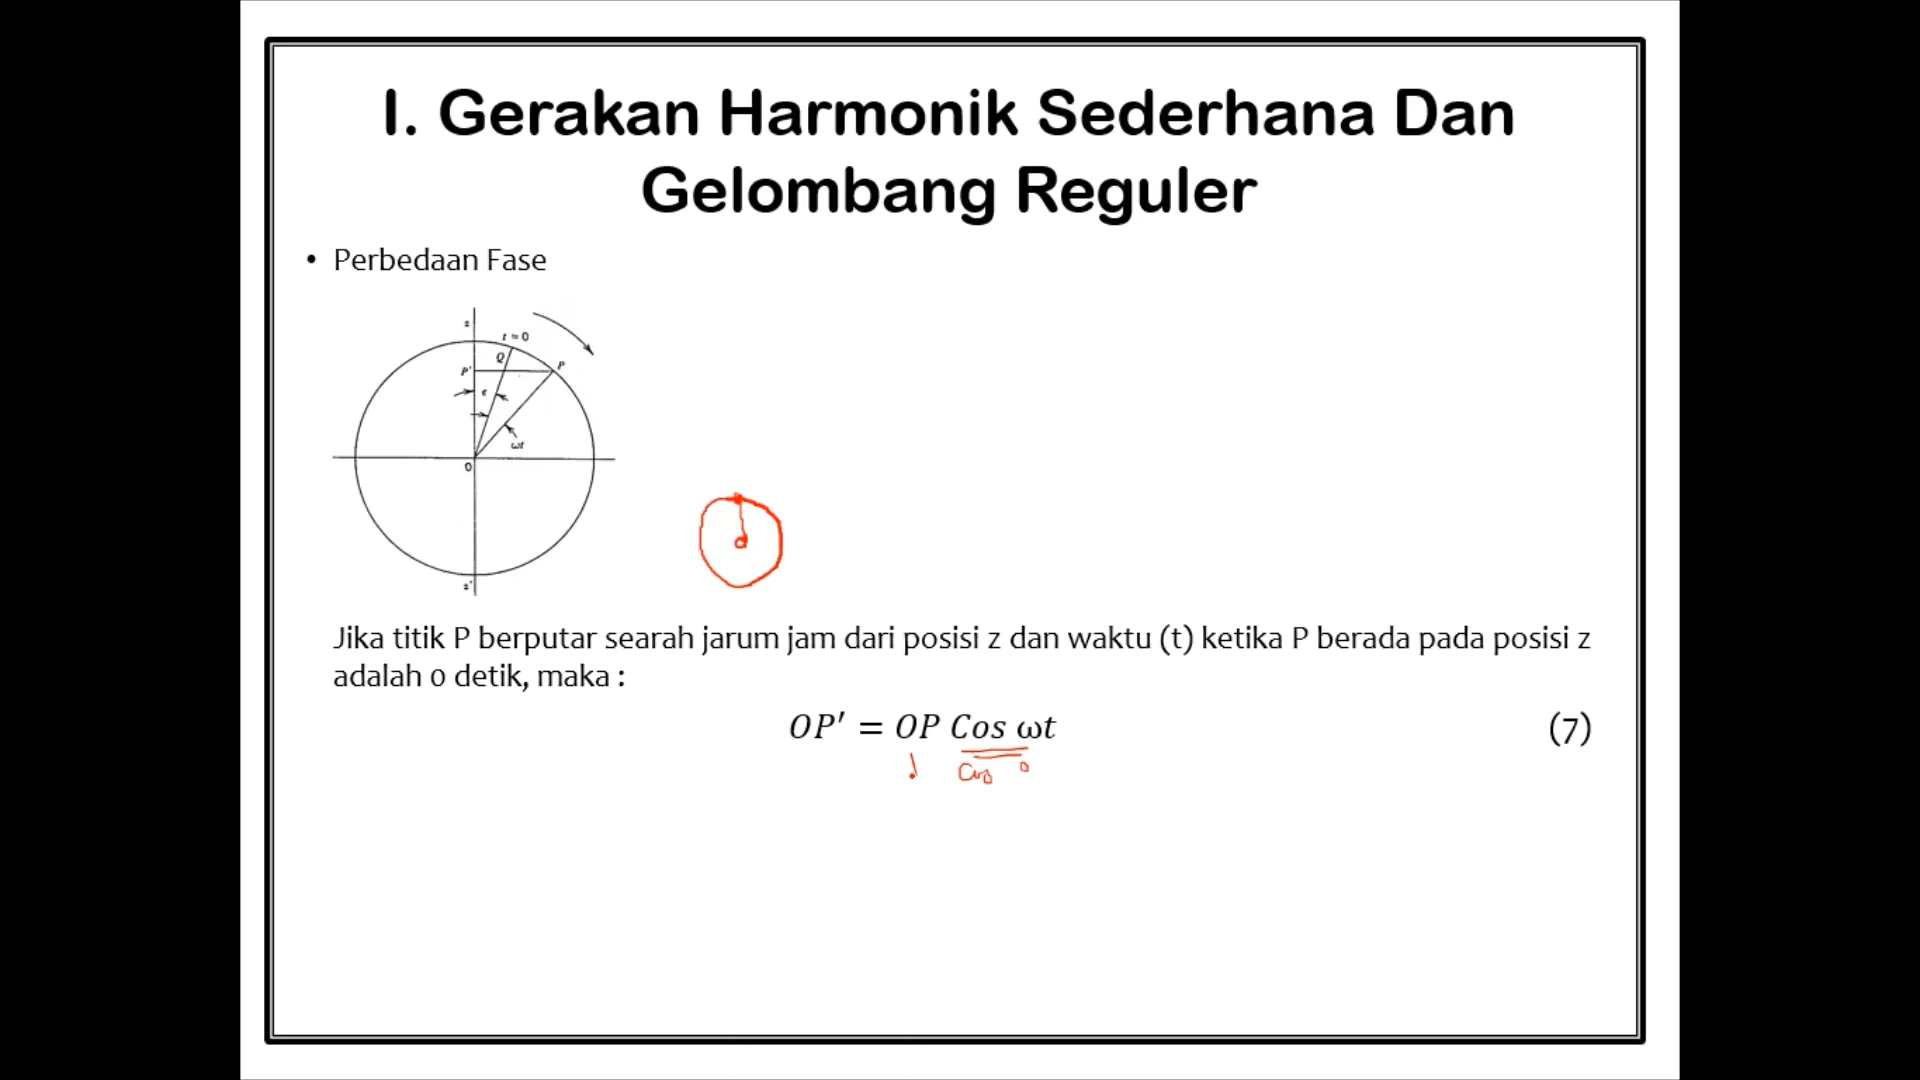 I. Gerakan Harmonik Sederhana Dan
Gelombang Reguler
• Perbedaan Fase
z
t = 0
Q
P
P'
ε
ωt
O
z'
Jika titik P berputar searah jarum jam dari posisi z dan waktu (t) ketika P berada pada posisi z
adalah 0 detik, maka :
OP′ = OP Cos ωt (7)
Cos 0